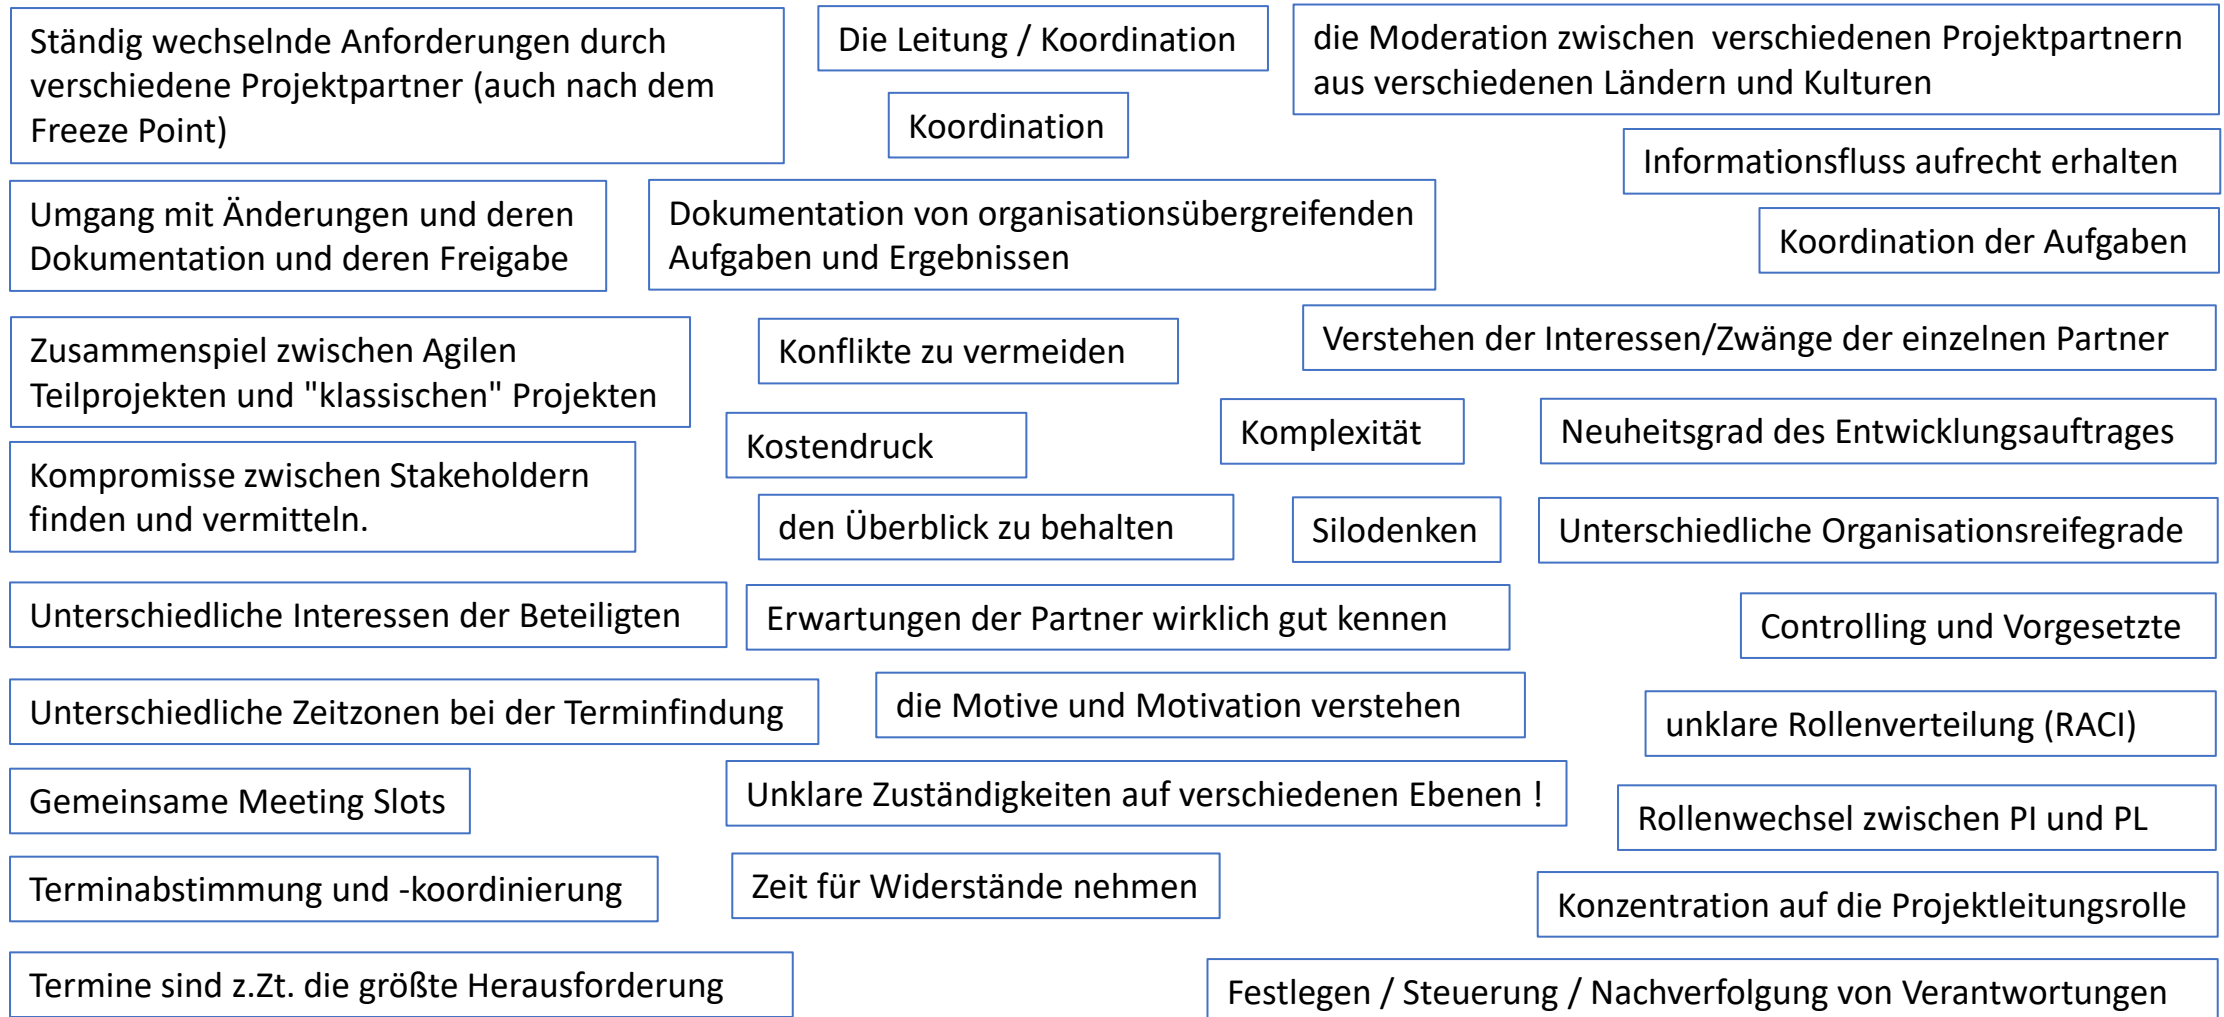 Ständig wechselnde Anforderungen durch
verschiedene Projektpartner (auch nach dem
Freeze Point)
Die Leitung / Koordination
die Moderation zwischen verschiedenen Projektpartnern
aus verschiedenen Ländern und Kulturen
Koordination
Informationsfluss aufrecht erhalten
Umgang mit Änderungen und deren
Dokumentation und deren Freigabe
Dokumentation von organisationsübergreifenden
Aufgaben und Ergebnissen
Koordination der Aufgaben
Zusammenspiel zwischen Agilen
Teilprojekten und "klassischen" Projekten
Konflikte zu vermeiden
Verstehen der Interessen/Zwänge der einzelnen Partner
Kostendruck
Komplexität
Neuheitsgrad des Entwicklungsauftrages
Kompromisse zwischen Stakeholdern
finden und vermitteln.
den Überblick zu behalten
Silodenken
Unterschiedliche Organisationsreifegrade
Unterschiedliche Interessen der Beteiligten
Erwartungen der Partner wirklich gut kennen
Controlling und Vorgesetzte
Unterschiedliche Zeitzonen bei der Terminfindung
die Motive und Motivation verstehen
unklare Rollenverteilung (RACI)
Gemeinsame Meeting Slots
Unklare Zuständigkeiten auf verschiedenen Ebenen !
Rollenwechsel zwischen PI und PL
Terminabstimmung und -koordinierung
Zeit für Widerstände nehmen
Konzentration auf die Projektleitungsrolle
Termine sind z.Zt. die größte Herausforderung
Festlegen / Steuerung / Nachverfolgung von Verantwortungen